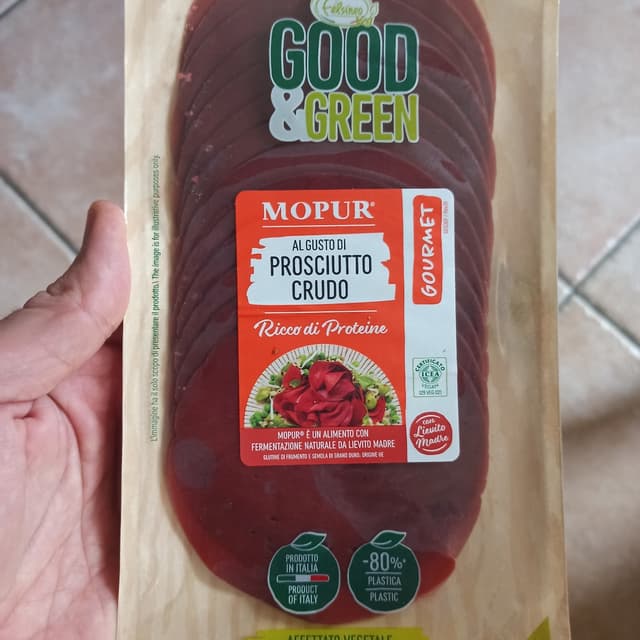 Felsineo
Veg
GOOD
&GREEN
MOPUR®
AL GUSTO DI
PROSCIUTTO
CRUDO
GOURMET
Ricco di Proteine
CERTIFICATO
ICEA
VEGAN
MOPUR® È UN ALIMENTO CON
FERMENTAZIONE NATURALE DA LIEVITO MADRE
GLUTINE DI FRUMENTO E SEMOLA DI GRANO DURO: ORIGINE UE
con
Lievito
Madre
L'immagine ha il solo scopo di presentare il prodotto.\ The image is for illustrative purposes only.
PRODOTTO
IN ITALIA
PRODUCT
OF ITALY
-80%*
PLASTICA
PLASTIC
AFFETTATO VEGETALE